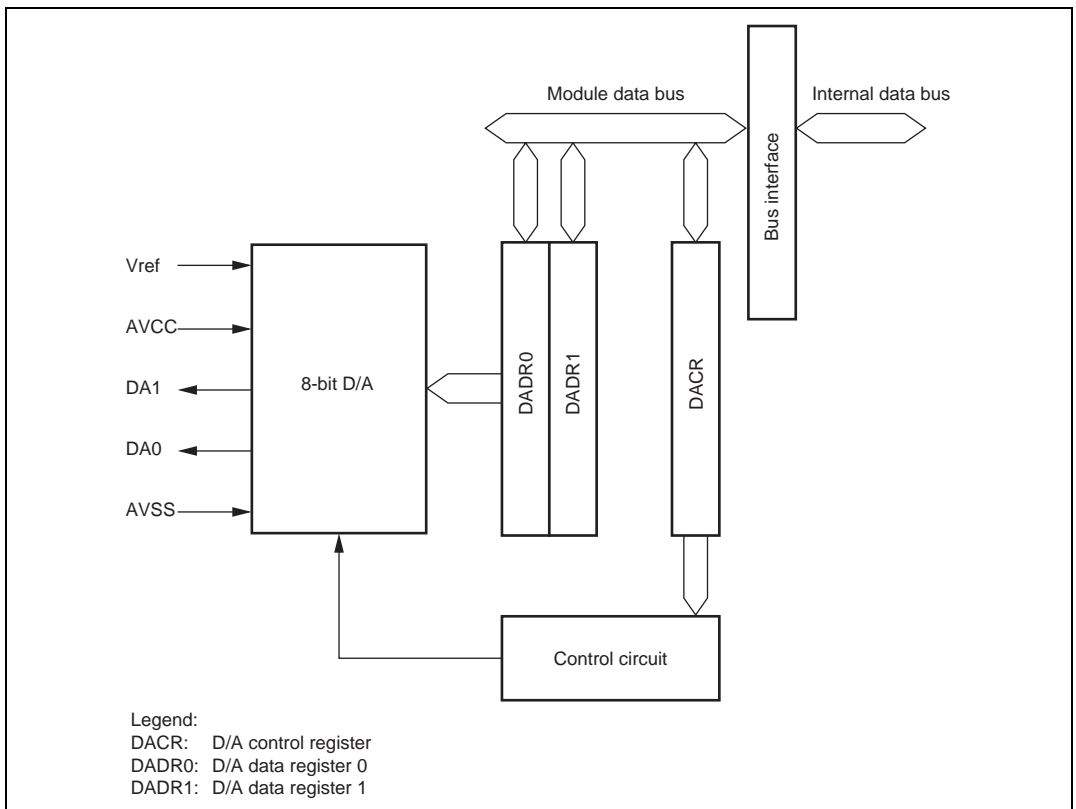 Module data bus
Internal data bus
Bus interface
Vref
AVCC
DA1
DA0
AVSS
8-bit D/A
DADR0
DADR1
DACR
Control circuit
Legend:
DACR: D/A control register
DADR0: D/A data register 0
DADR1: D/A data register 1